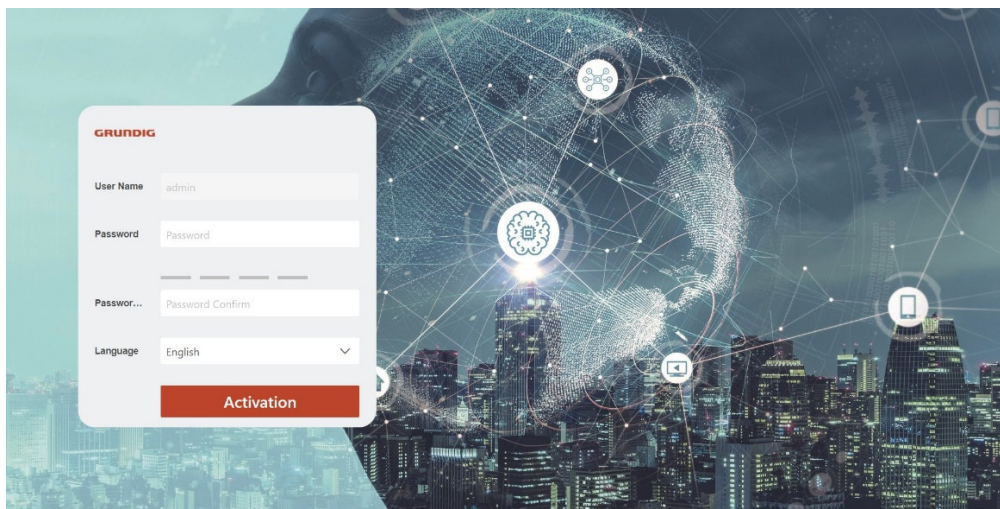 GRUNDIG
User Name admin
Password Password
Passwor... Password Confirm
Language English
Activation